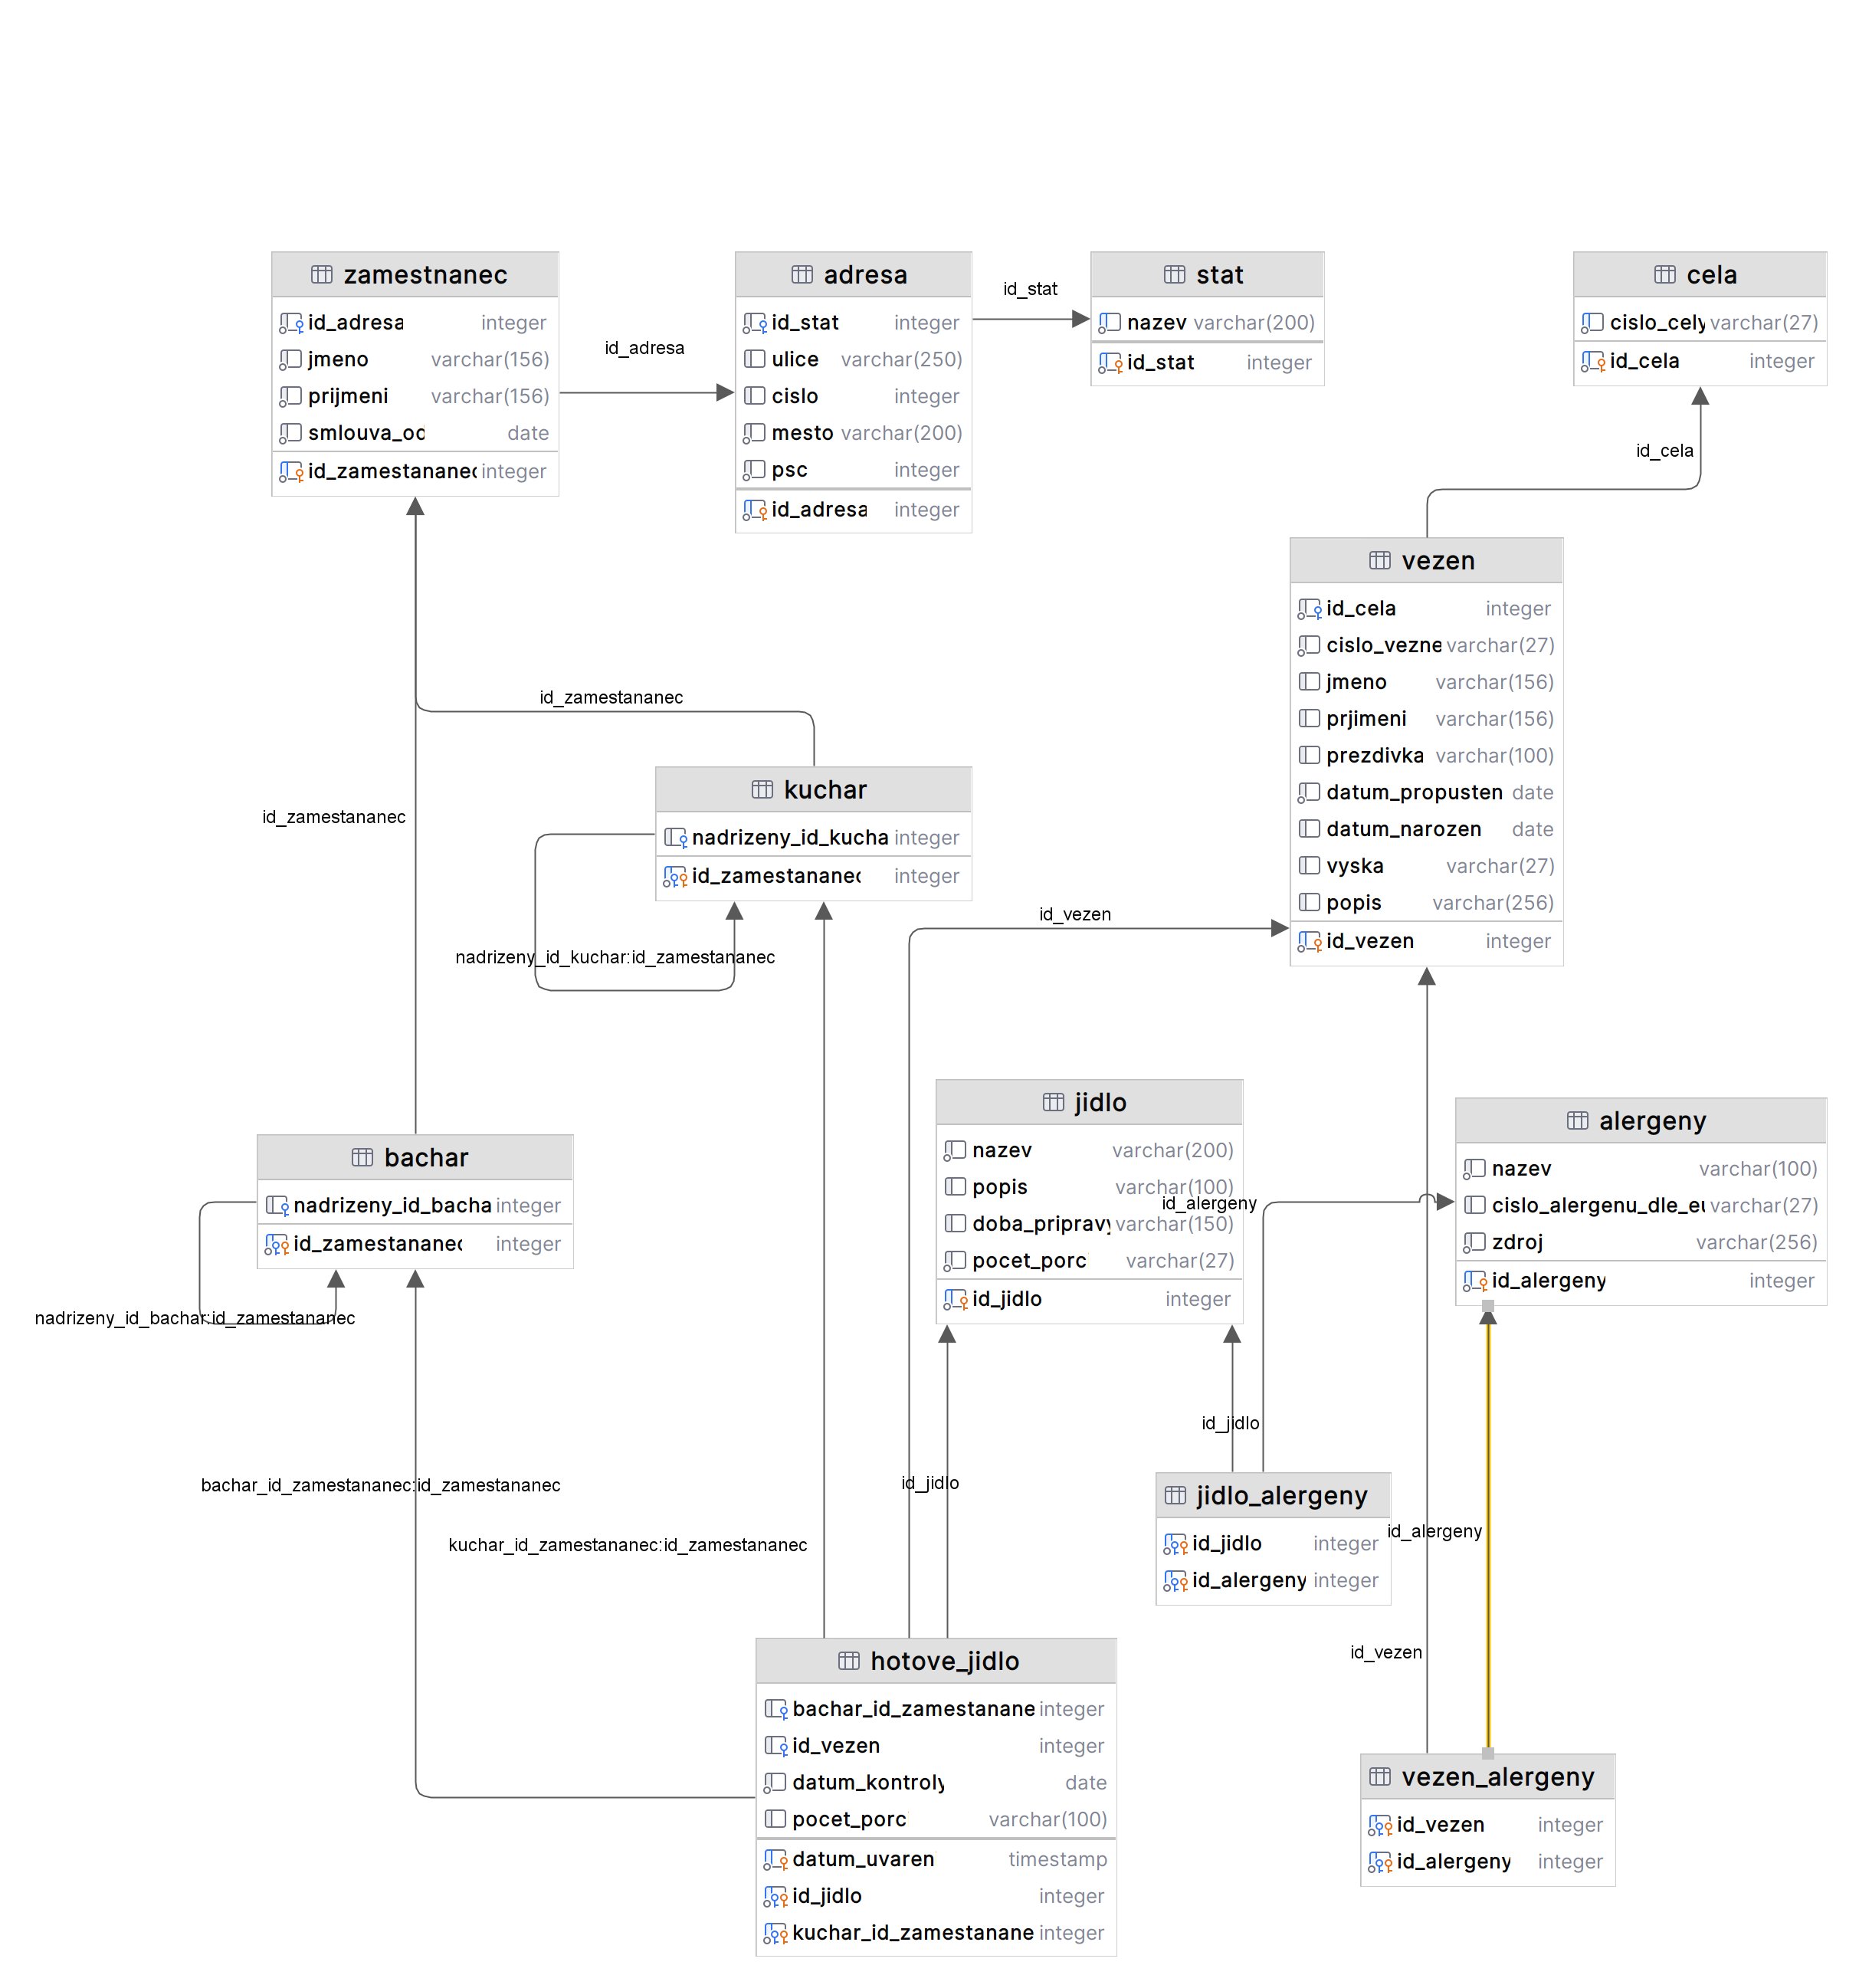 zamestnanec
id_adresa integer
jmeno varchar(156)
prijmeni varchar(156)
smlouva_od date
id_zamestananec integer
id_adresa
adresa
id_stat integer
ulice varchar(250)
cislo integer
mesto varchar(200)
psc integer
id_adresa integer
id_stat
stat
nazev varchar(200)
id_stat integer
cela
cislo_cely varchar(27)
id_cela integer
id_cela
vezen
id_cela integer
cislo_vezne varchar(27)
jmeno varchar(156)
prjimeni varchar(156)
prezdivka varchar(100)
datum_propusten date
datum_narozen date
vyska varchar(27)
popis varchar(256)
id_vezen integer
id_zamestananec
id_zamestananec
kuchar
nadrizeny_id_kucha integer
id_zamestananec integer
nadrizeny_id_kuchar:id_zamestananec
id_vezen
bachar
nadrizeny_id_bacha integer
id_zamestananec integer
nadrizeny_id_bachar:id_zamestananec
jidlo
nazev varchar(200)
popis varchar(100)
doba_pripravy varchar(150)
pocet_porc varchar(27)
id_jidlo integer
id_alergeny
alergeny
nazev varchar(100)
cislo_alergenu_dle_eu varchar(27)
zdroj varchar(256)
id_alergeny integer
id_jidlo
id_jidlo
bachar_id_zamestananec:id_zamestananec
kuchar_id_zamestananec:id_zamestananec
jidlo_alergeny
id_jidlo integer
id_alergeny integer
id_alergeny
id_vezen
hotove_jidlo
bachar_id_zamestanane integer
id_vezen integer
datum_kontroly date
pocet_porc varchar(100)
datum_uvaren timestamp
id_jidlo integer
kuchar_id_zamestanane integer
vezen_alergeny
id_vezen integer
id_alergeny integer